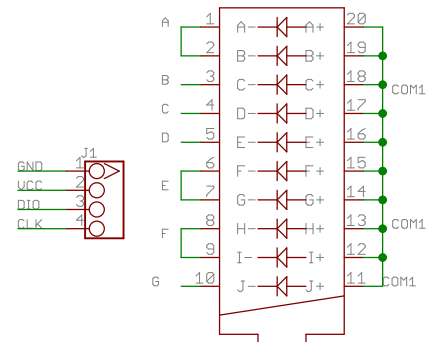 A 1 A- A+ 20
2 B- B+ 19
B 3 C- C+ 18 COM1
C 4 D- D+ 17
D 5 E- E+ 16
J1
GND 1 6 F- F+ 15
VCC 2 E 7 G- G+ 14
DIO 3
CLK 4 F 8 H- H+ 13 COM1
9 I- I+ 12
G 10 J- J+ 11 COM1